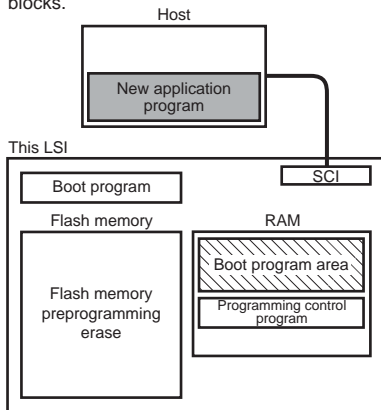 blocks.
Host
New application
program
This LSI
SCI
Boot program
Flash memory
RAM
Flash memory
preprogramming
erase
Boot program area
Programming control
program